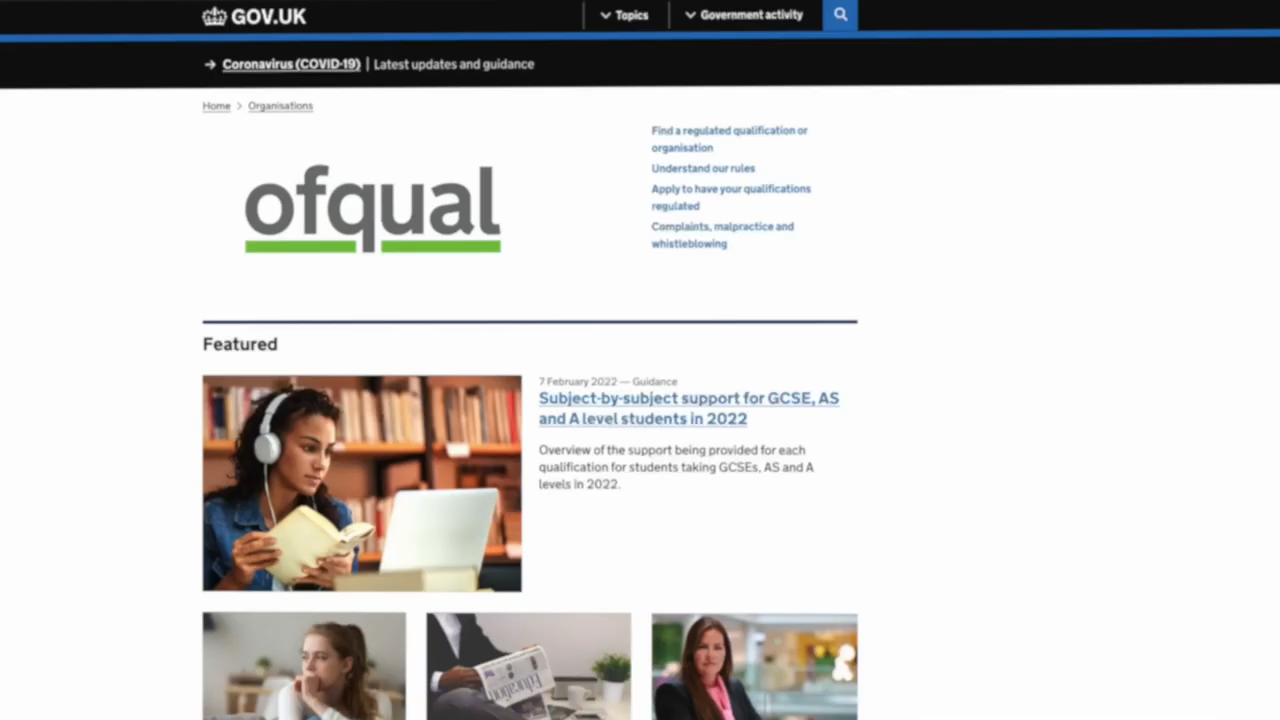 GOV.UK
Topics
Government activity
→ Coronavirus (COVID-19) | Latest updates and guidance
Home > Organisations
Find a regulated qualification or
organisation
Understand our rules
Apply to have your qualifications
regulated
Complaints, malpractice and
whistleblowing
ofqual
Featured
7 February 2022 — Guidance
Subject-by-subject support for GCSE, AS
and A level students in 2022
Overview of the support being provided for each
qualification for students taking GCSEs, AS and A
levels in 2022.
Education